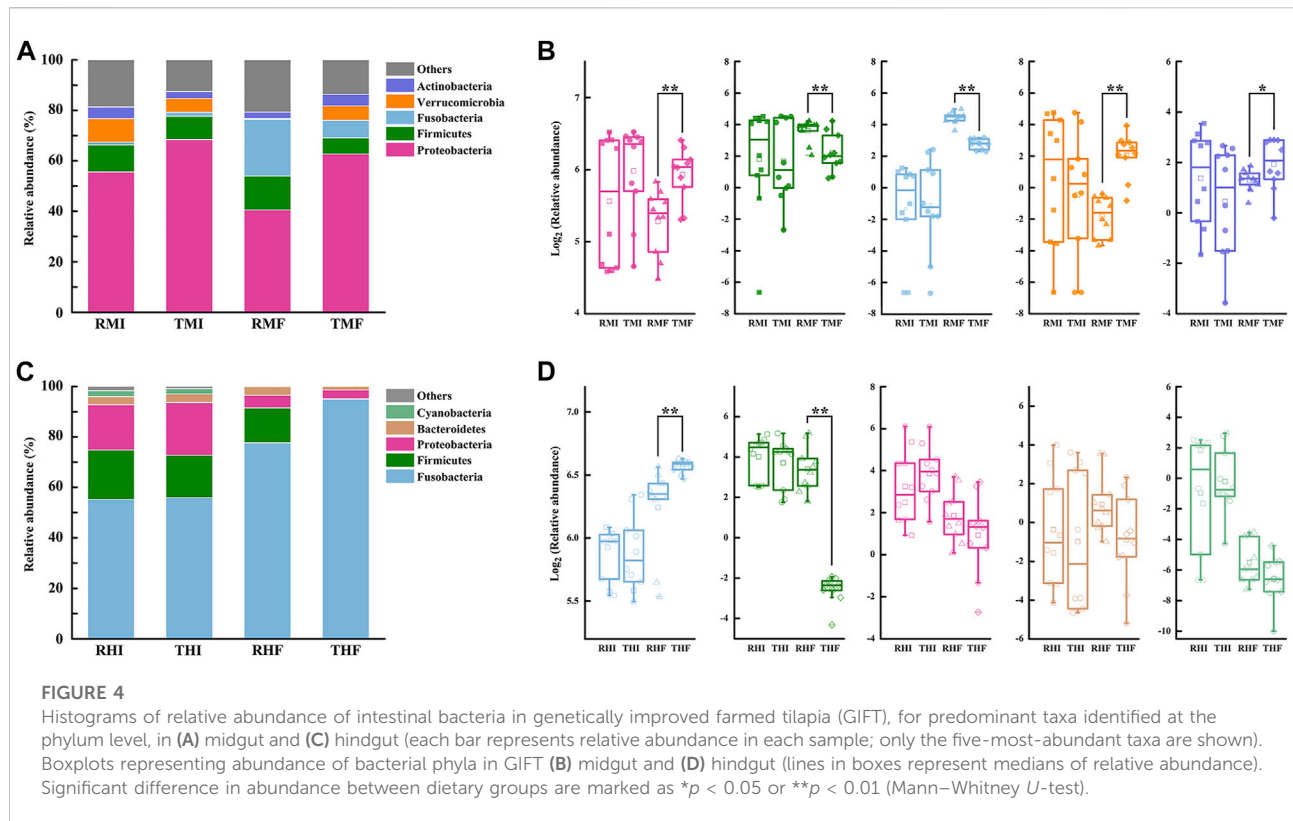 A
Relative abundance (%)
100
80
60
40
20
0
RMI TMI RMF TMF
Others
Actinobacteria
Verrucomicrobia
Fusobacteria
Firmicutes
Proteobacteria
B
Log2 (Relative abundance)
7
6
5
4
**
RMI TMI RMF TMF
8
6
4
2
0
-2
-4
-6
-8
**
RMI TMI RMF TMF
8
6
4
2
0
-2
-4
-6
-8
**
RMI TMI RMF TMF
8
6
4
2
0
-2
-4
-6
-8
**
RMI TMI RMF TMF
6
4
2
0
-2
-4
*
RMI TMI RMF TMF
C
Relative abundance (%)
100
80
60
40
20
0
RHI THI RHF THF
Others
Cyanobacteria
Bacteroidetes
Proteobacteria
Firmicutes
Fusobacteria
D
Log2 (Relative abundance)
7.0
6.5
6.0
5.5
**
RHI THI RHF THF
6
4
2
0
-2
-4
**
RHI THI RHF THF
8
6
4
2
0
-2
-4
RHI THI RHF THF
4
2
0
-2
-4
-6
RHI THI RHF THF
6
4
2
0
-2
-4
-6
-8
-10
RHI THI RHF THF
FIGURE 4
Histograms of relative abundance of intestinal bacteria in genetically improved farmed tilapia (GIFT), for predominant taxa identified at the
phylum level, in (A) midgut and (C) hindgut (each bar represents relative abundance in each sample; only the five-most-abundant taxa are shown).
Boxplots representing abundance of bacterial phyla in GIFT (B) midgut and (D) hindgut (lines in boxes represent medians of relative abundance).
Significant difference in abundance between dietary groups are marked as *p < 0.05 or **p < 0.01 (Mann–Whitney U-test).